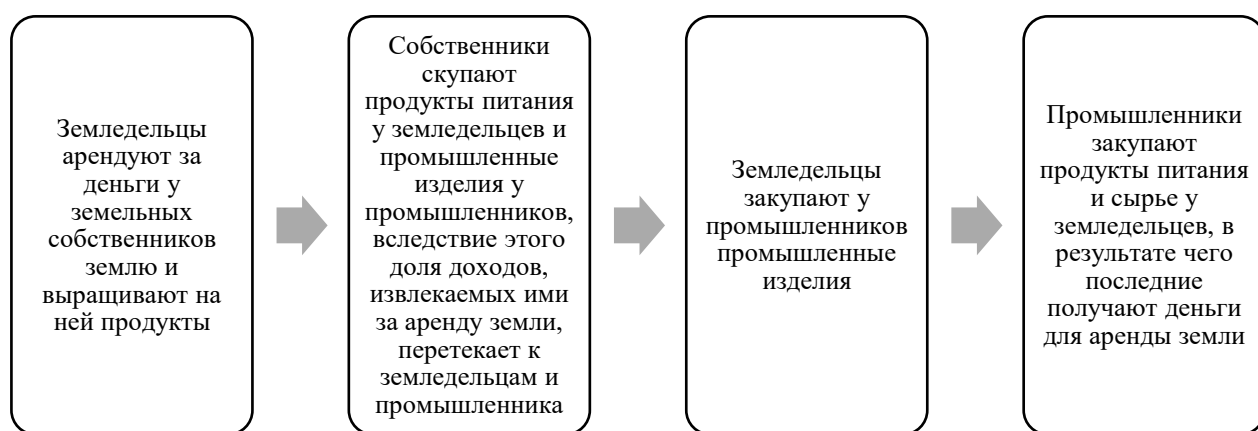 Земледельцы
арендуют за
деньги у
земельных
собственников
землю и
выращивают на
ней продукты
Собственники
скупают
продукты питания
у земледельцев и
промышленные
изделия у
промышленников,
вследствие этого
доля доходов,
извлекаемых ими
за аренду земли,
перетекает к
земледельцам и
промышленника
Земледельцы
закупают у
промышленников
промышленные
изделия
Промышленники
закупают
продукты питания
и сырье у
земледельцев, в
результате чего
последние
получают деньги
для аренды земли